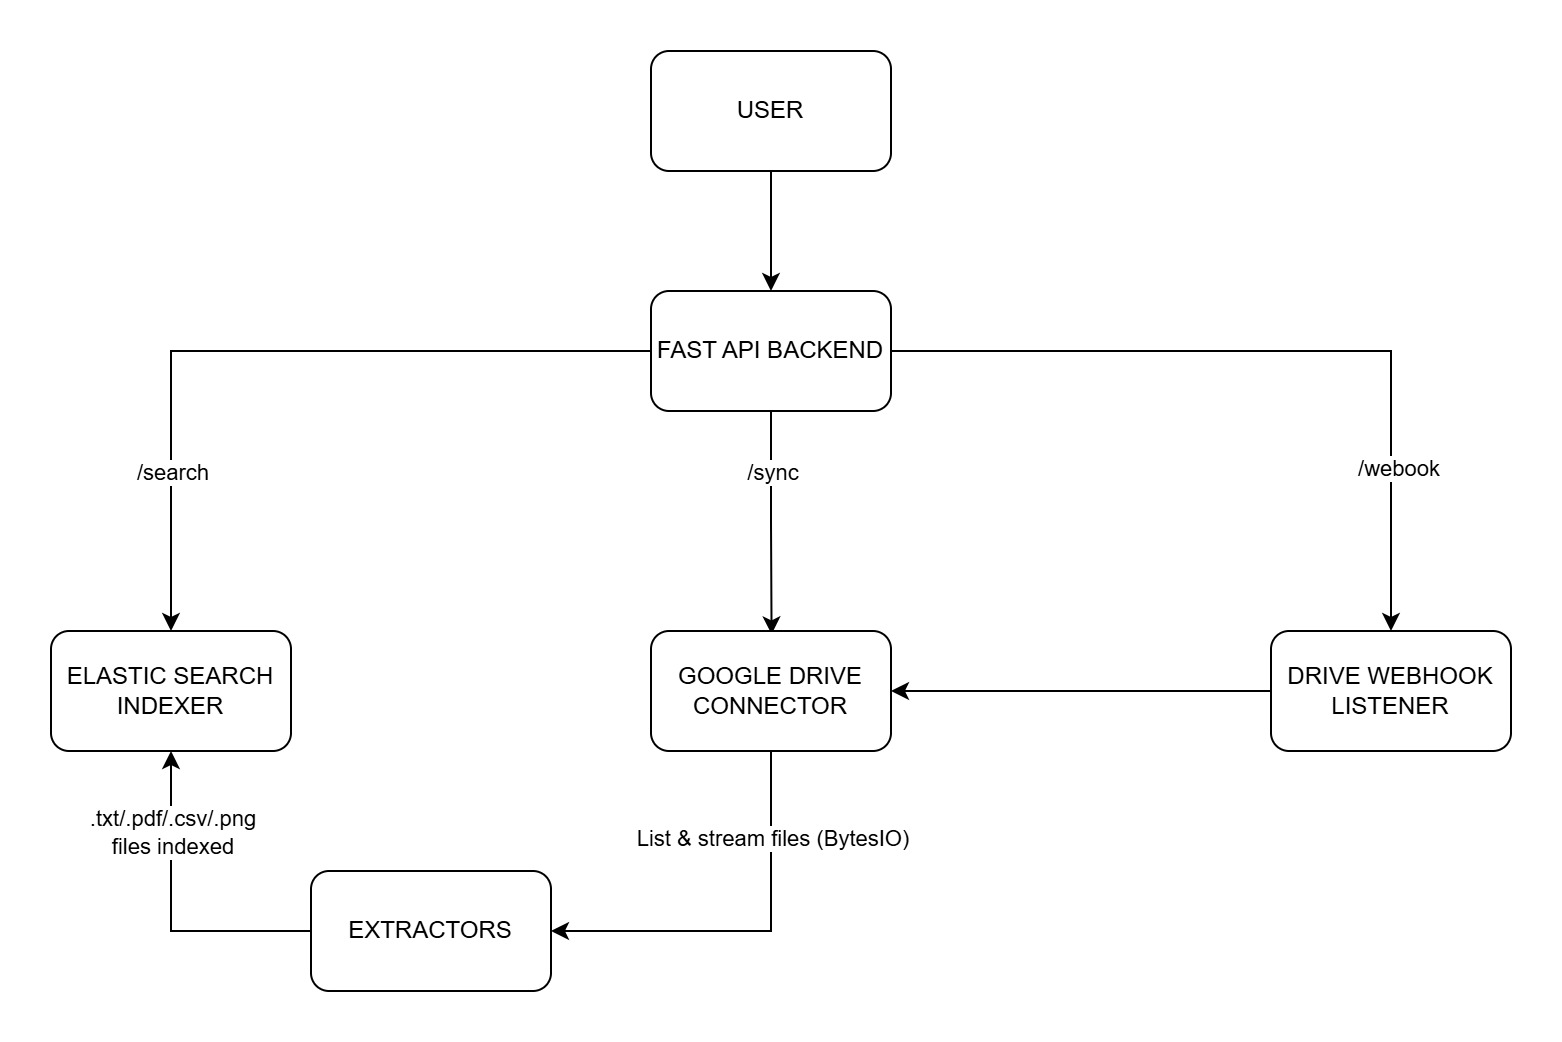 USER
FAST API BACKEND
/search
/sync
/webook
ELASTIC SEARCH
INDEXER
GOOGLE DRIVE
CONNECTOR
DRIVE WEBHOOK
LISTENER
.txt/.pdf/.csv/.png
files indexed
List & stream files (BytesIO)
EXTRACTORS